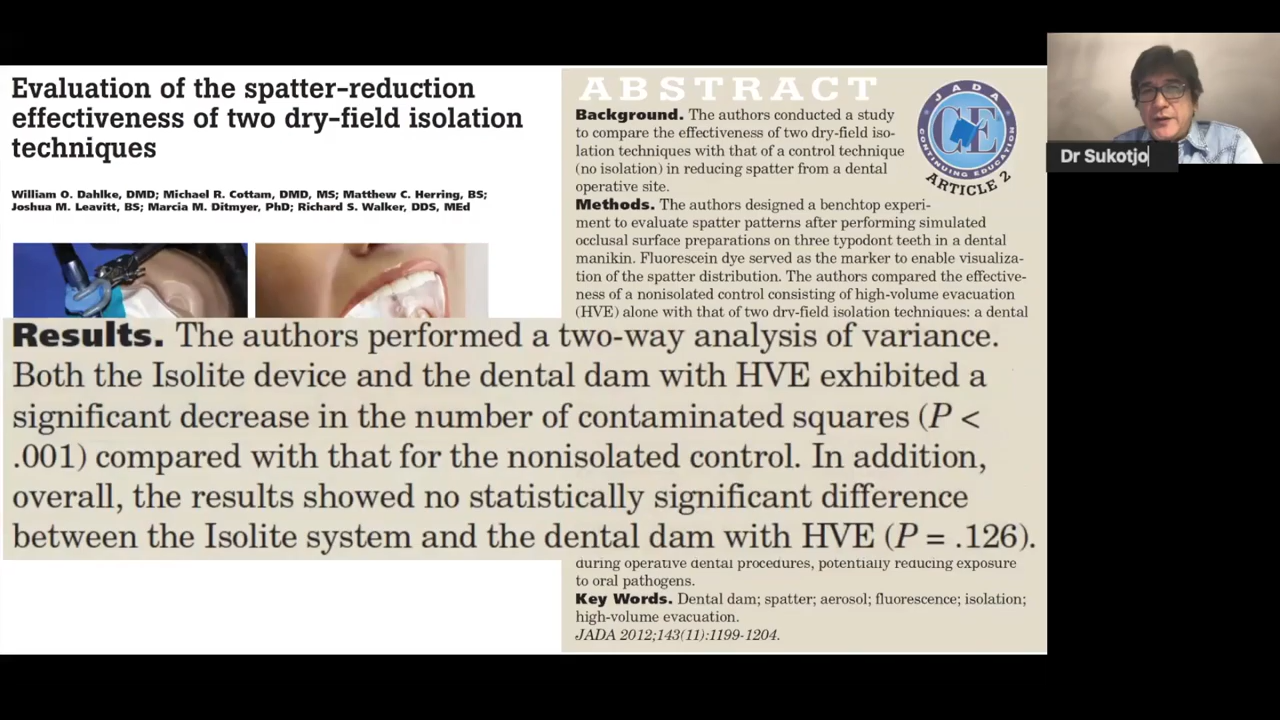 Evaluation of the spatter-reduction
effectiveness of two dry-field isolation
techniques
William O. Dahlke, DMD; Michael R. Cottam, DMD, MS; Matthew C. Herring, BS;
Joshua M. Leavitt, BS; Marcia M. Ditmyer, PhD; Richard S. Walker, DDS, MEd
ABSTRACT
Background. The authors conducted a study
to compare the effectiveness of two dry-field iso-
lation techniques with that of a control technique
(no isolation) in reducing spatter from a dental
operative site.
Methods. The authors designed a benchtop experi-
ment to evaluate spatter patterns after performing simulated
occlusal surface preparations on three typodont teeth in a dental
manikin. Fluorescein dye served as the marker to enable visualiza-
tion of the spatter distribution. The authors compared the effective-
ness of a nonisolated control consisting of high-volume evacuation
(HVE) alone with that of two dry-field isolation techniques: a dental
JADA
CE
CONTINUING EDUCATION
ARTICLE 2
Results. The authors performed a two-way analysis of variance.
Both the Isolite device and the dental dam with HVE exhibited a
significant decrease in the number of contaminated squares (P <
.001) compared with that for the nonisolated control. In addition,
overall, the results showed no statistically significant difference
between the Isolite system and the dental dam with HVE (P = .126).
during operative dental procedures, potentially reducing exposure
to oral pathogens.
Key Words. Dental dam; spatter; aerosol; fluorescence; isolation;
high-volume evacuation.
JADA 2012;143(11):1199-1204.
Dr Sukotjo